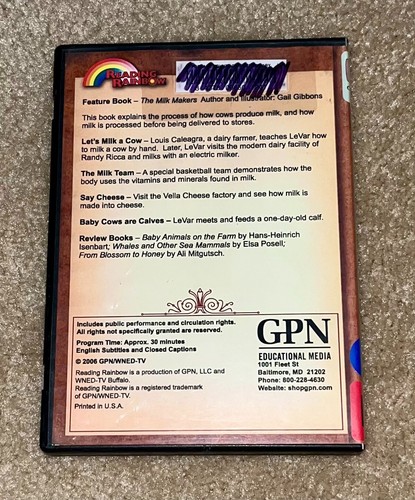 READING RAINBOW
Feature Book – The Milk Makers Author and Illustrator: Gail Gibbons
This book explains the process of how cows produce milk, and how
milk is processed before being delivered to stores.
Let's Milk a Cow – Louis Caleagra, a dairy farmer, teaches LeVar how
to milk a cow by hand. Later, LeVar visits the modern dairy facility of
Randy Ricca and milks with an electric milker.
The Milk Team – A special basketball team demonstrates how the
body uses the vitamins and minerals found in milk.
Say Cheese – Visit the Vella Cheese factory and see how milk is
made into cheese.
Baby Cows are Calves – LeVar meets and feeds a one-day-old calf.
Review Books – Baby Animals on the Farm by Hans-Heinrich
Isenbart; Whales and Other Sea Mammals by Elsa Posell;
From Blossom to Honey by Ali Mitgutsch.
Includes public performance and circulation rights.
All rights not specifically granted are reserved.
Program Time: Approx. 30 minutes
English Subtitles and Closed Captions
© 2006 GPN/WNED-TV
Reading Rainbow is a production of GPN, LLC and
WNED-TV Buffalo.
Reading Rainbow is a registered trademark
of GPN/WNED-TV.
Printed in U.S.A.
GPN
EDUCATIONAL MEDIA
1001 Fleet St
Baltimore, MD 21202
Phone: 800-228-4630
Website: shopgpn.com